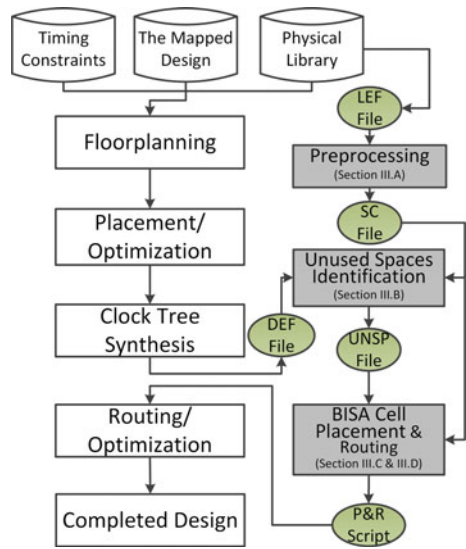 Timing
Constraints
The Mapped
Design
Physical
Library
LEF
File
Floorplanning
Preprocessing
(Section III.A)
SC
File
Placement/
Optimization
Unused Spaces
Identification
(Section III.B)
Clock Tree
Synthesis
DEF
File
UNSP
File
Routing/
Optimization
BISA Cell
Placement &
Routing
(Section III.C & III.D)
Completed Design
P&R
Script